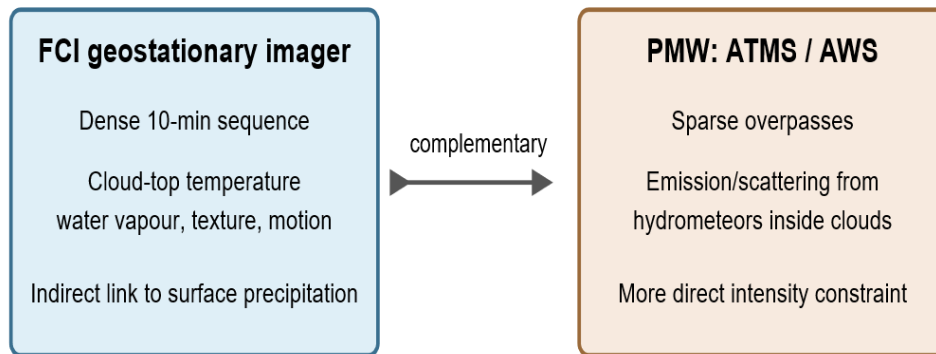 FCI geostationary imager
Dense 10-min sequence
Cloud-top temperature
water vapour, texture, motion
Indirect link to surface precipitation
complementary
PMW: ATMS / AWS
Sparse overpasses
Emission/scattering from
hydrometeors inside clouds
More direct intensity constraint